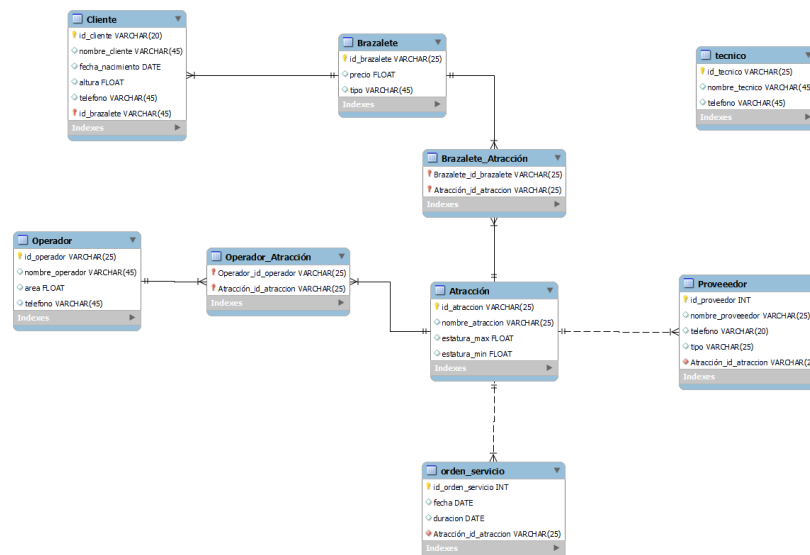 Cliente
id_cliente VARCHAR(20)
nombre_cliente VARCHAR(45)
fecha_nacimiento DATE
altura FLOAT
telefono VARCHAR(45)
id_brazalete VARCHAR(45)
Indexes
Brazalete
id_brazalete VARCHAR(25)
precio FLOAT
tipo VARCHAR(45)
Indexes
tecnico
id_tecnico VARCHAR(25)
nombre_tecnico VARCHAR(45
telefono VARCHAR(45)
Indexes
Brazalete_Atracción
Brazalete_id_brazalete VARCHAR(25)
Atracción_id_atraccion VARCHAR(25)
Indexes
Operador
id_operador VARCHAR(25)
nombre_operador VARCHAR(45)
area FLOAT
telefono VARCHAR(45)
Indexes
Operador_Atracción
Operador_id_operador VARCHAR(25)
Atracción_id_atraccion VARCHAR(25)
Indexes
Atracción
id_atraccion VARCHAR(25)
nombre_atraccion VARCHAR(25)
estatura_max FLOAT
estatura_min FLOAT
Indexes
Proveeedor
id_proveedor INT
nombre_proveeedor VARCHAR(25)
telefono VARCHAR(20)
tipo VARCHAR(25)
Atracción_id_atraccion VARCHAR(2
Indexes
orden_servicio
id_orden_servicio INT
fecha DATE
duracion DATE
Atracción_id_atraccion VARCHAR(25)
Indexes